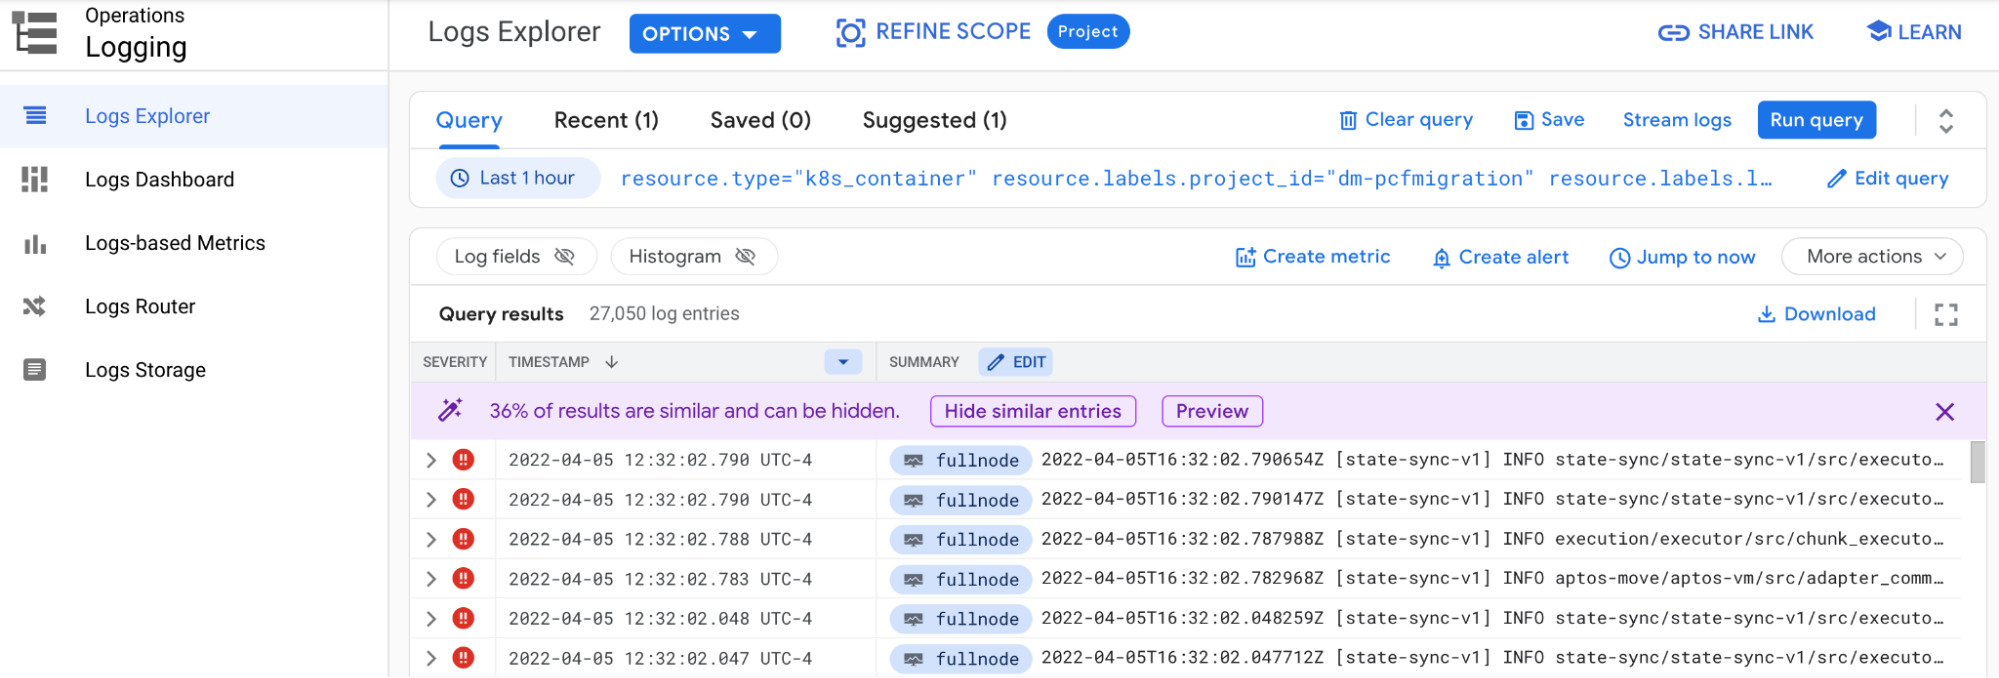 Operations
Logging
Logs Explorer
Logs Dashboard
Logs-based Metrics
Logs Router
Logs Storage
Logs Explorer OPTIONS REFINE SCOPE Project SHARE LINK LEARN
Query Recent (1) Saved (0) Suggested (1) Clear query Save Stream logs Run query
Last 1 hour resource.type="k8s_container" resource.labels.project_id="dm-pcfmigration" resource.labels.l… Edit query
Log fields Histogram Create metric Create alert Jump to now More actions
Query results 27,050 log entries Download
SEVERITY TIMESTAMP SUMMARY EDIT
36% of results are similar and can be hidden. Hide similar entries Preview
2022-04-05 12:32:02.790 UTC-4 fullnode 2022-04-05T16:32:02.790654Z [state-sync-v1] INFO state-sync/state-sync-v1/src/executo…
2022-04-05 12:32:02.790 UTC-4 fullnode 2022-04-05T16:32:02.790147Z [state-sync-v1] INFO state-sync/state-sync-v1/src/executo…
2022-04-05 12:32:02.788 UTC-4 fullnode 2022-04-05T16:32:02.787988Z [state-sync-v1] INFO execution/executor/src/chunk_executo…
2022-04-05 12:32:02.783 UTC-4 fullnode 2022-04-05T16:32:02.782968Z [state-sync-v1] INFO aptos-move/aptos-vm/src/adapter_comm…
2022-04-05 12:32:02.048 UTC-4 fullnode 2022-04-05T16:32:02.048259Z [state-sync-v1] INFO state-sync/state-sync-v1/src/executo…
2022-04-05 12:32:02.047 UTC-4 fullnode 2022-04-05T16:32:02.047712Z [state-sync-v1] INFO state-sync/state-sync-v1/src/executo…